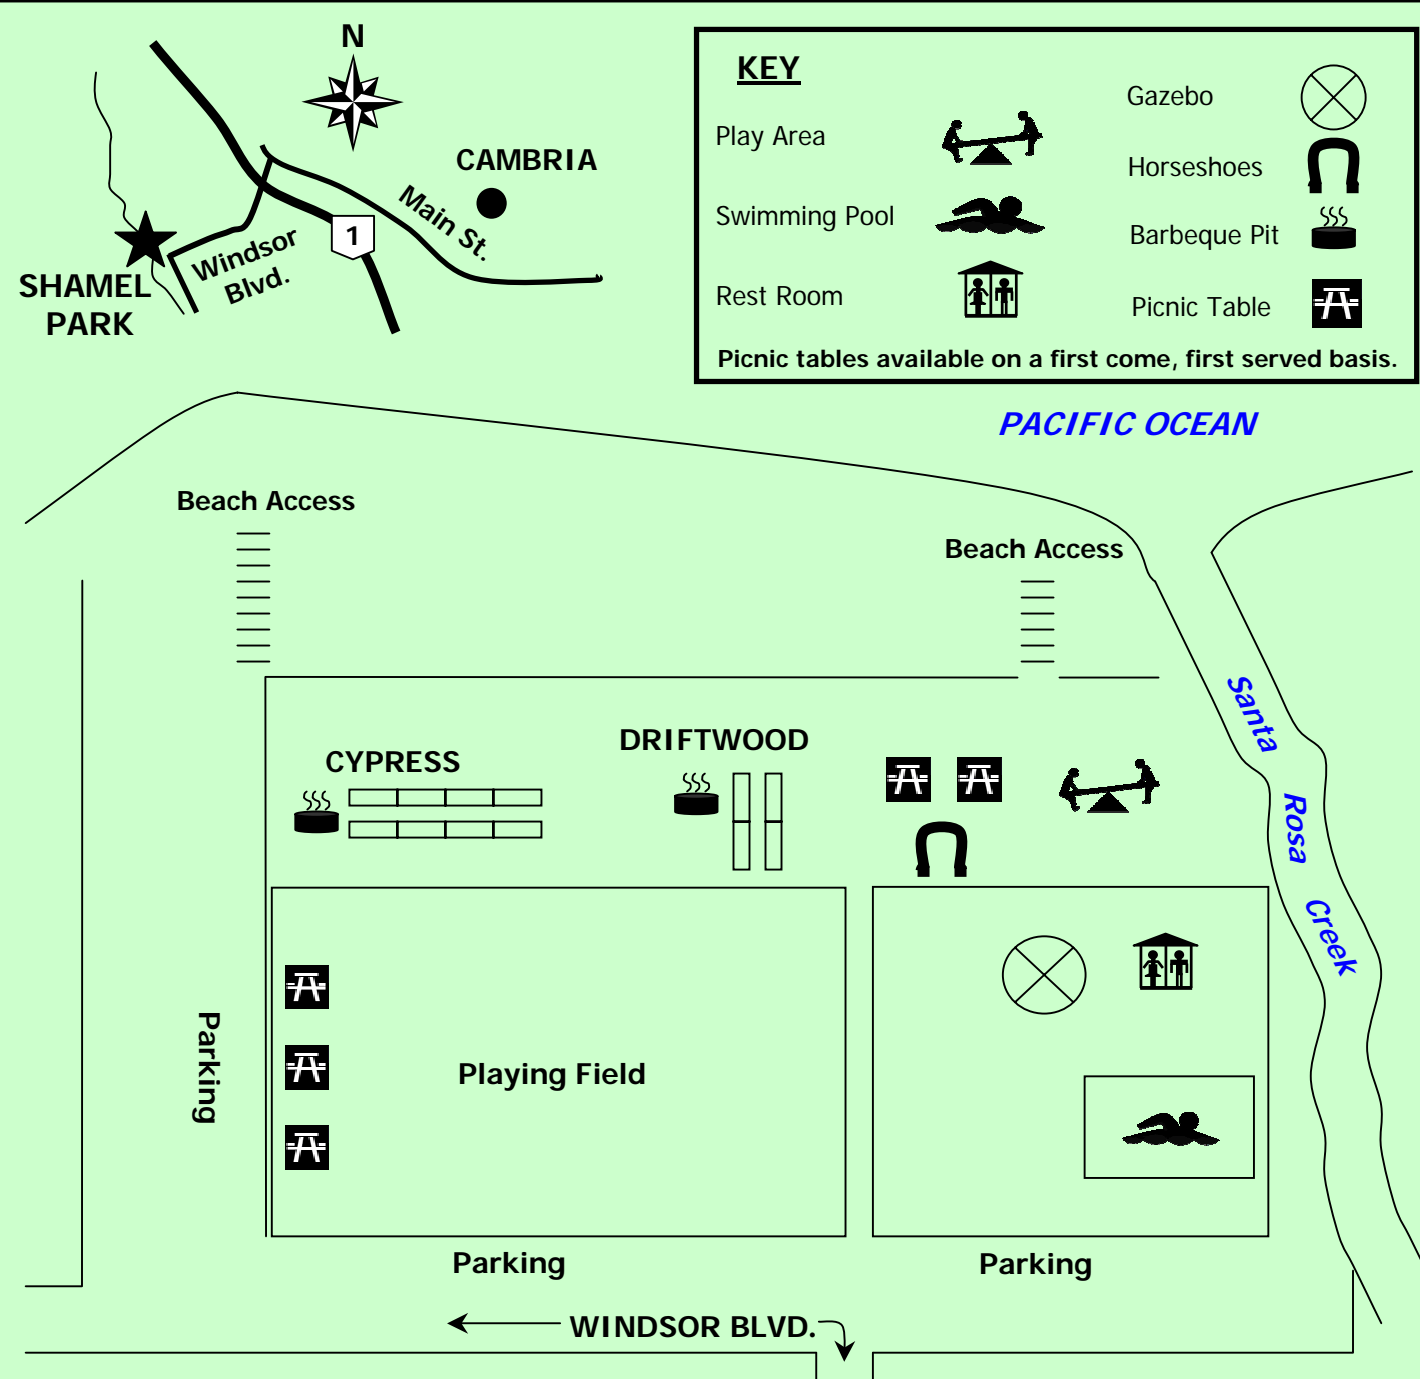 N
CAMBRIA
Main St.
1
Windsor
Blvd.
SHAMEL
PARK
KEY
Play Area
Swimming Pool
Rest Room
Gazebo
Horseshoes
Barbeque Pit
Picnic Table
Picnic tables available on a first come, first served basis.
PACIFIC OCEAN
Beach Access
Beach Access
Santa
Rosa
Creek
CYPRESS
DRIFTWOOD
Parking
Playing Field
Parking
Parking
WINDSOR BLVD.